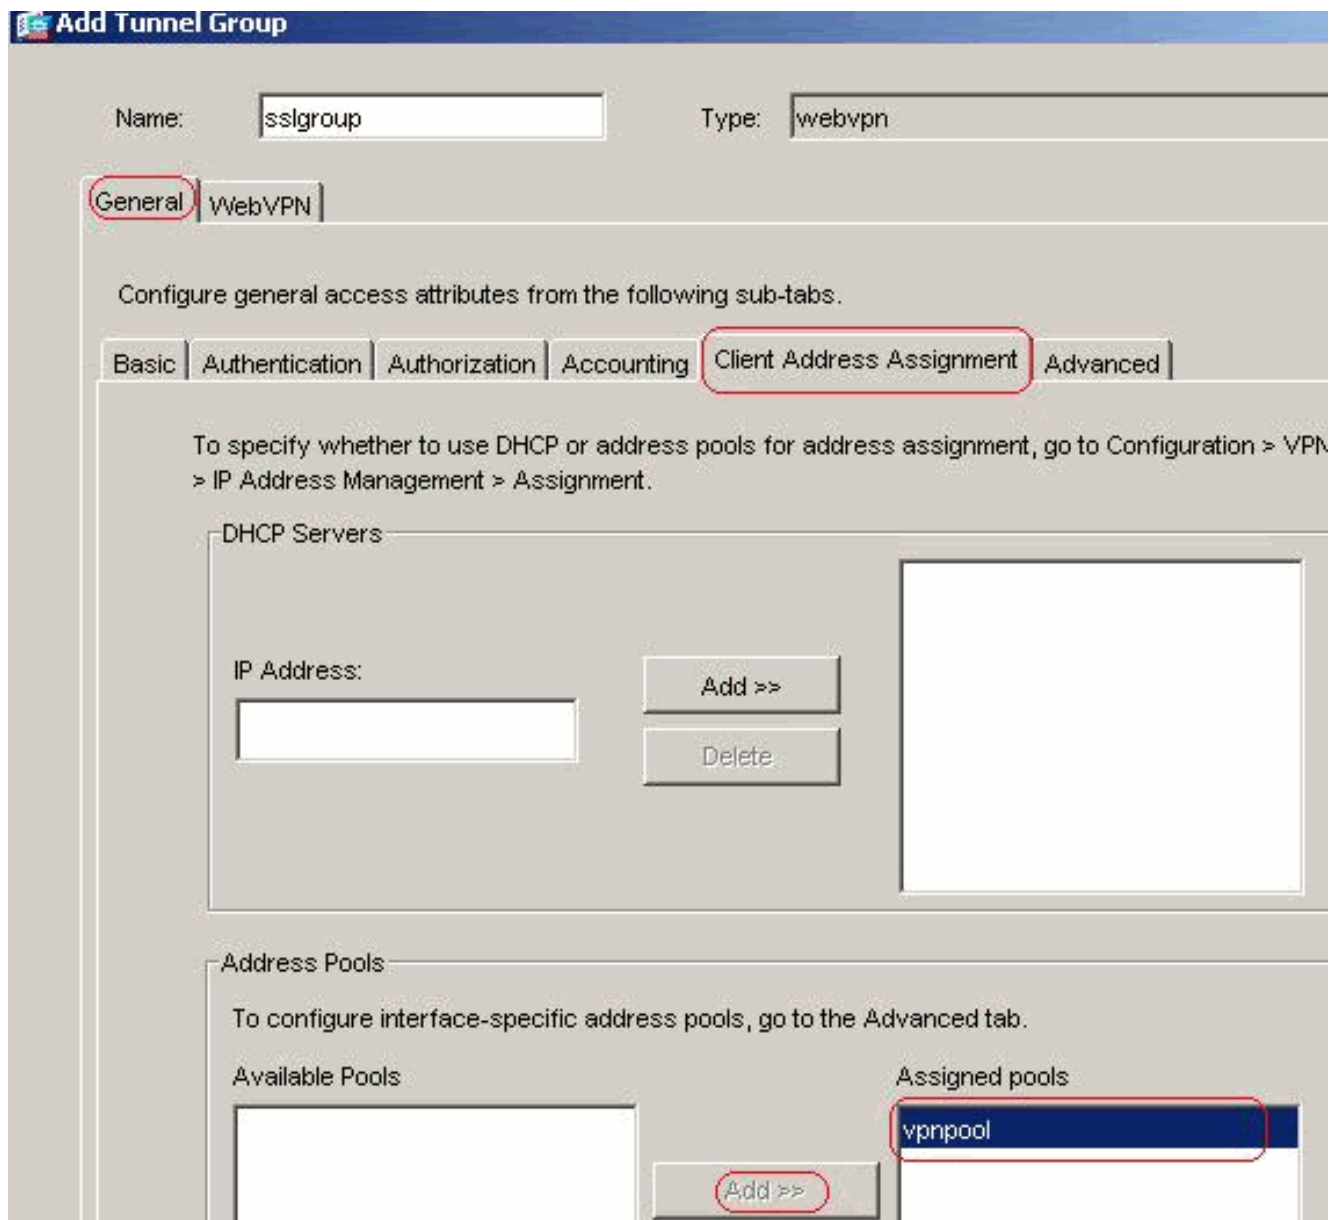 Add Tunnel Group
Name: sslgroup Type: webvpn
General WebVPN
Configure general access attributes from the following sub-tabs.
Basic Authentication Authorization Accounting Client Address Assignment Advanced
To specify whether to use DHCP or address pools for address assignment, go to Configuration > VPN
> IP Address Management > Assignment.
DHCP Servers
IP Address:
Add >>
Delete
Address Pools
To configure interface-specific address pools, go to the Advanced tab.
Available Pools Assigned pools
vpnpool
Add >>